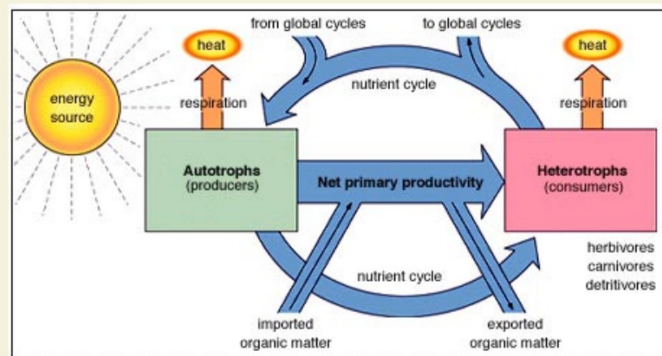 from global cycles
to global cycles
heat
heat
energy
source
respiration
nutrient cycle
respiration
Autotrophs
(producers)
Net primary productivity
Heterotrophs
(consumers)
herbivores
carnivores
detritivores
nutrient cycle
imported
organic matter
exported
organic matter